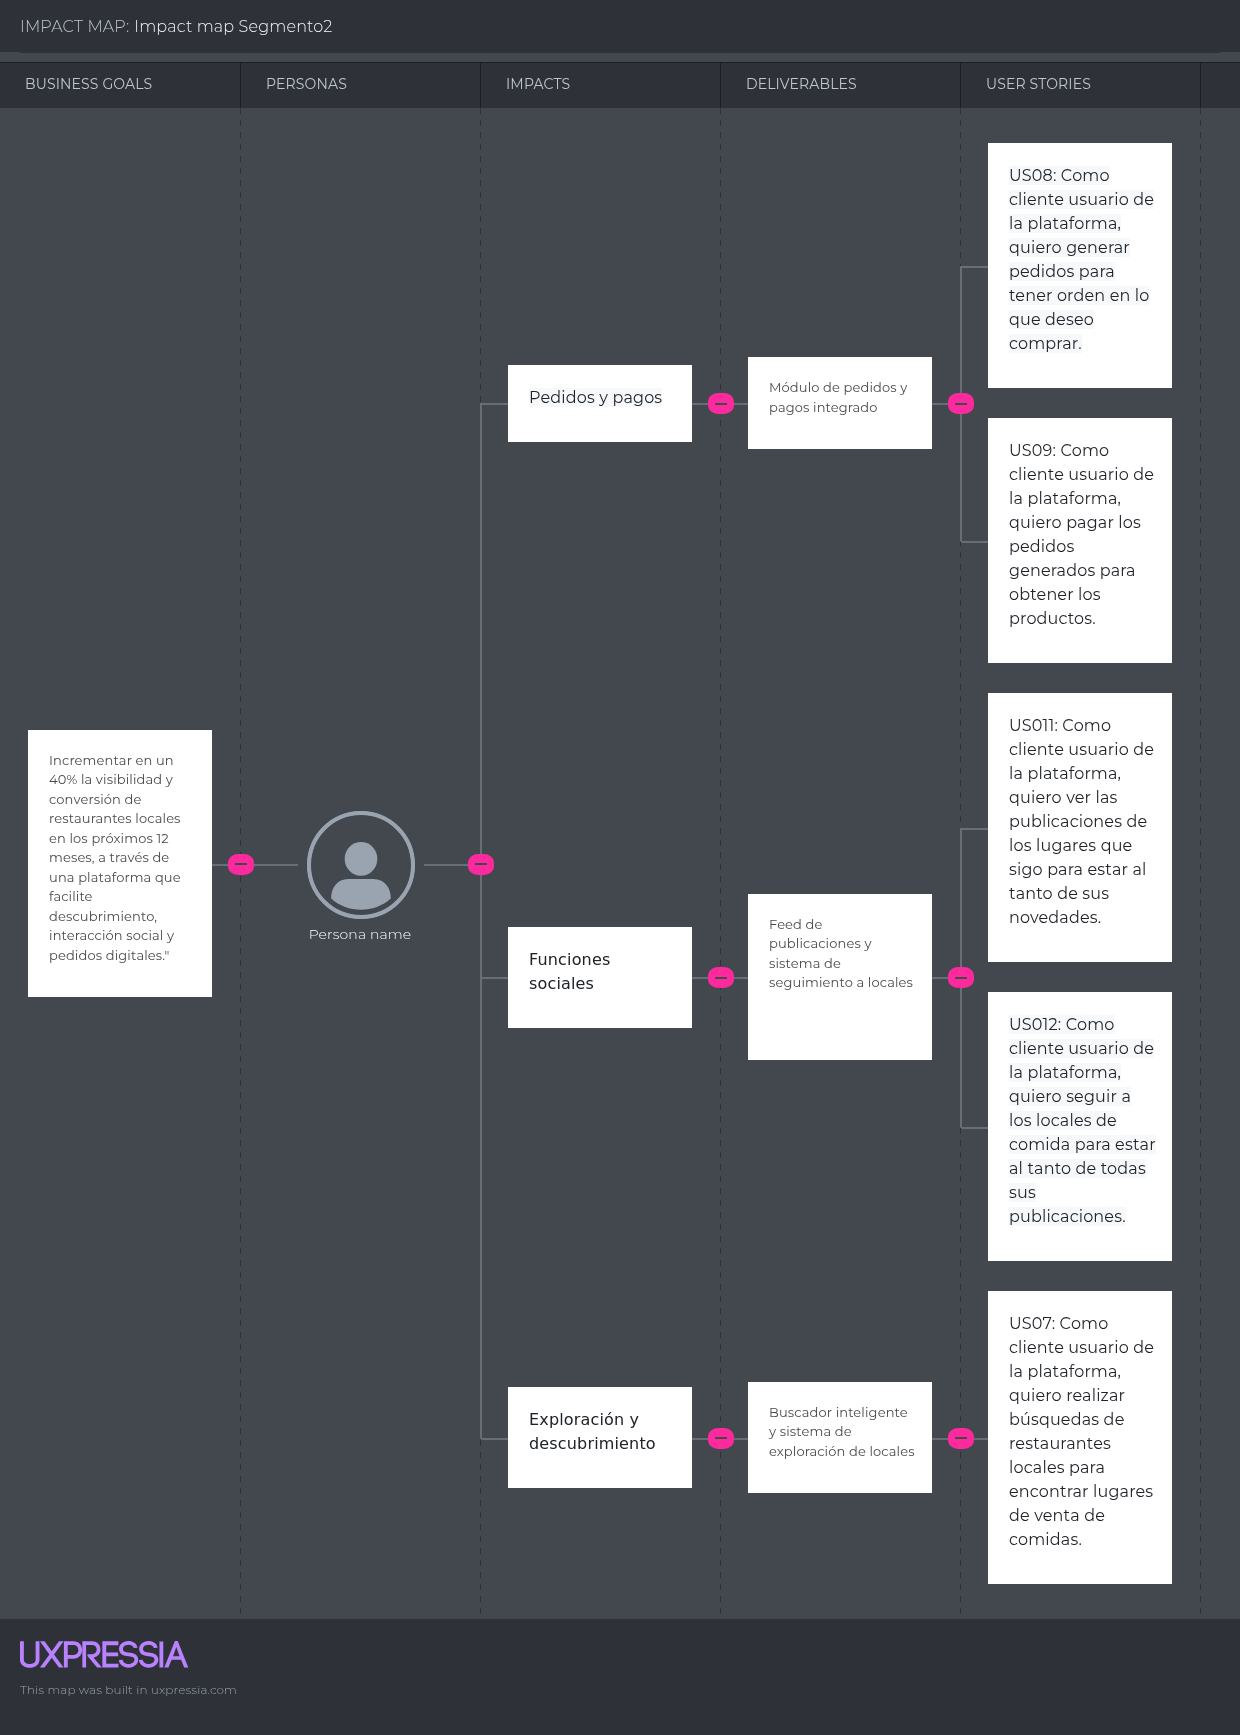 IMPACT MAP: Impact map Segmento2
BUSINESS GOALS
PERSONAS
IMPACTS
DELIVERABLES
USER STORIES
Incrementar en un
40% la visibilidad y
conversión de
restaurantes locales
en los próximos 12
meses, a través de
una plataforma que
facilite
descubrimiento,
interacción social y
pedidos digitales."
Persona name
Pedidos y pagos
Módulo de pedidos y
pagos integrado
US08: Como
cliente usuario de
la plataforma,
quiero generar
pedidos para
tener orden en lo
que deseo
comprar.
US09: Como
cliente usuario de
la plataforma,
quiero pagar los
pedidos
generados para
obtener los
productos.
Funciones
sociales
Feed de
publicaciones y
sistema de
seguimiento a locales
US011: Como
cliente usuario de
la plataforma,
quiero ver las
publicaciones de
los lugares que
sigo para estar al
tanto de sus
novedades.
US012: Como
cliente usuario de
la plataforma,
quiero seguir a
los locales de
comida para estar
al tanto de todas
sus
publicaciones.
Exploración y
descubrimiento
Buscador inteligente
y sistema de
exploración de locales
US07: Como
cliente usuario de
la plataforma,
quiero realizar
búsquedas de
restaurantes
locales para
encontrar lugares
de venta de
comidas.
UXPRESSIA
This map was built in uxpressia.com